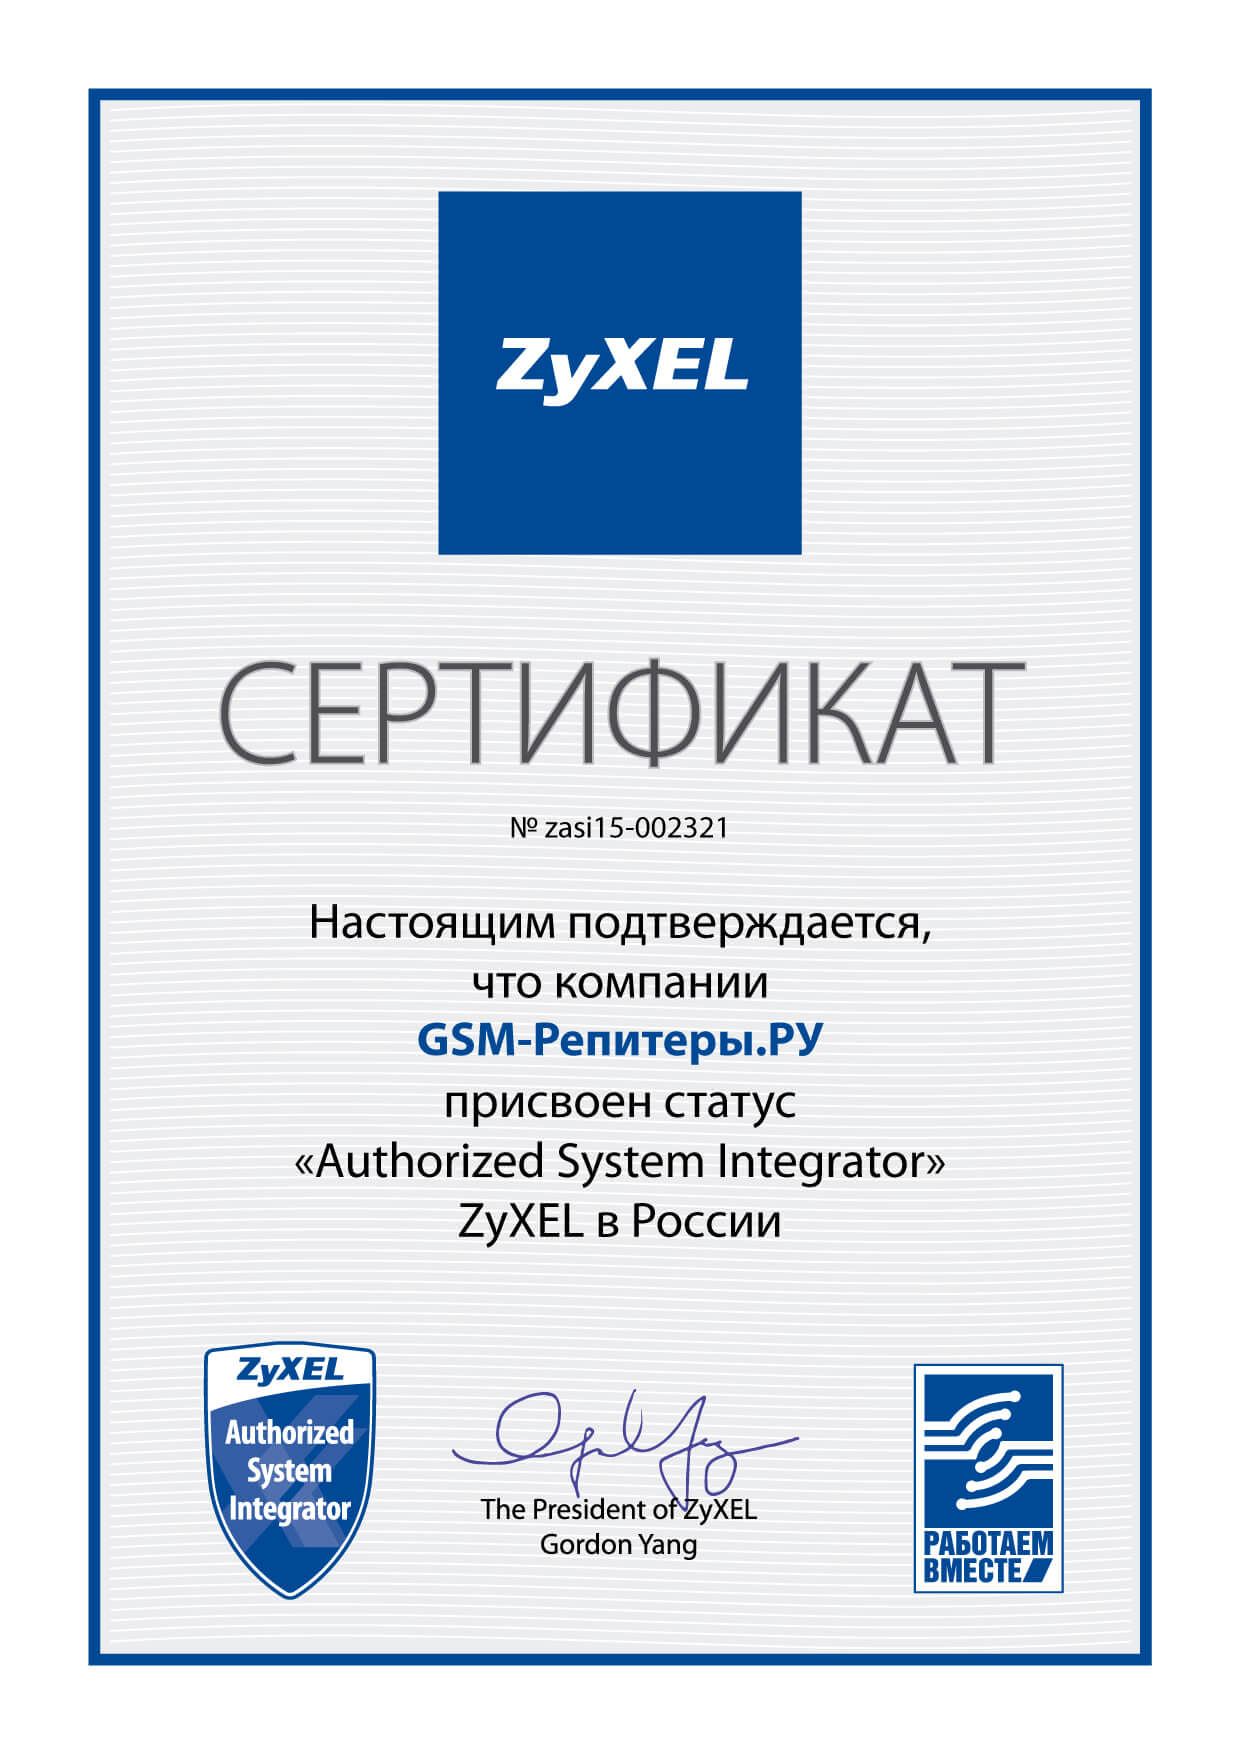 ZyXEL
СЕРТИФИКАТ
№ zasi15-002321
Настоящим подтверждается,
что компании
GSM-Репитеры.РУ
присвоен статус
«Authorized System Integrator»
ZyXEL в России
ZyXEL
Authorized
System
Integrator
The President of ZyXEL
Gordon Yang
РАБОТАЕМ
ВМЕСТЕ